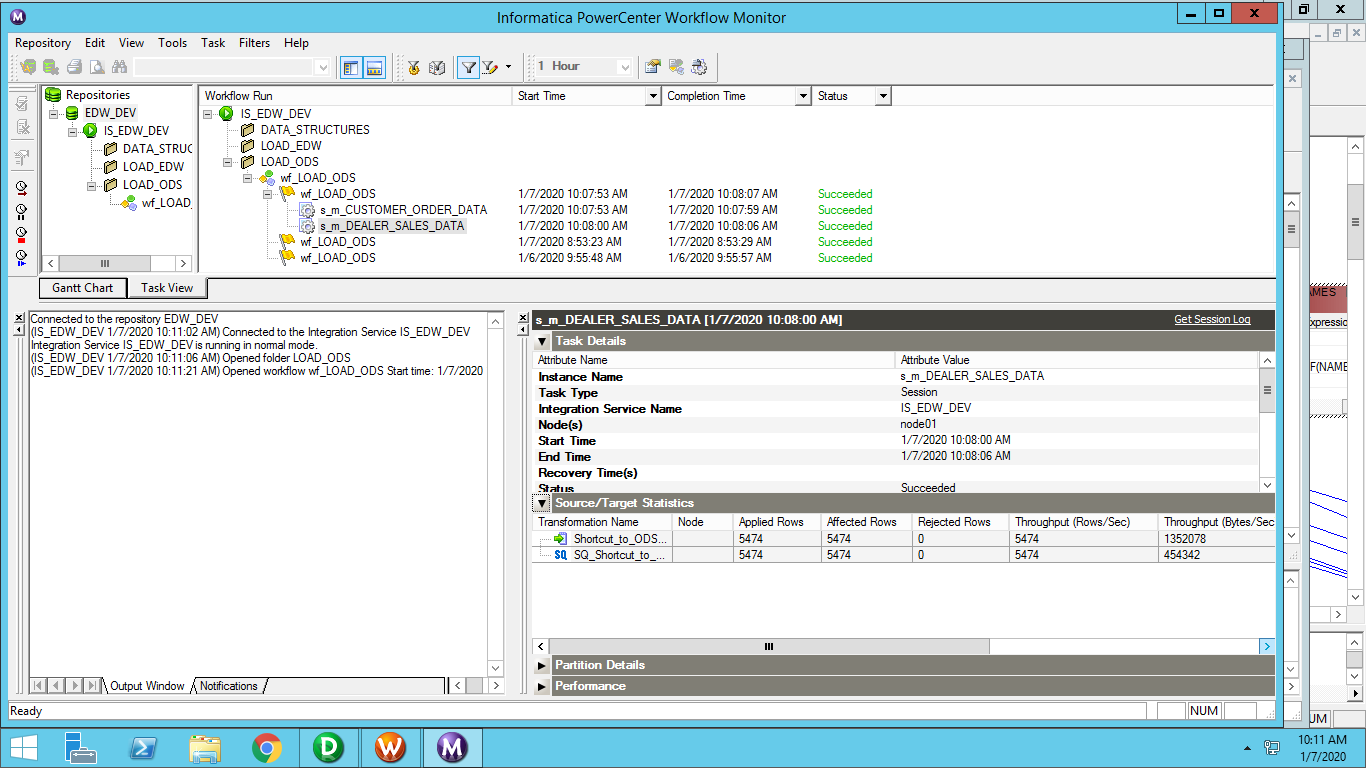 Informatica PowerCenter Workflow Monitor
Repository Edit View Tools Task Filters Help
1 Hour
Repositories
EDW_DEV
IS_EDW_DEV
DATA_STRUC
LOAD_EDW
LOAD_ODS
wf_LOAD_
Workflow Run Start Time Completion Time Status
IS_EDW_DEV
DATA_STRUCTURES
LOAD_EDW
LOAD_ODS
wf_LOAD_ODS
wf_LOAD_ODS 1/7/2020 10:07:53 AM 1/7/2020 10:08:07 AM Succeeded
s_m_CUSTOMER_ORDER_DATA 1/7/2020 10:07:53 AM 1/7/2020 10:07:59 AM Succeeded
s_m_DEALER_SALES_DATA 1/7/2020 10:08:00 AM 1/7/2020 10:08:06 AM Succeeded
wf_LOAD_ODS 1/7/2020 8:53:23 AM 1/7/2020 8:53:29 AM Succeeded
wf_LOAD_ODS 1/6/2020 9:55:48 AM 1/6/2020 9:55:57 AM Succeeded
Gantt Chart Task View
Connected to the repository EDW_DEV
(IS_EDW_DEV 1/7/2020 10:11:02 AM) Connected to the Integration Service IS_EDW_DEV
Integration Service IS_EDW_DEV is running in normal mode.
(IS_EDW_DEV 1/7/2020 10:11:06 AM) Opened folder LOAD_ODS
(IS_EDW_DEV 1/7/2020 10:11:21 AM) Opened workflow wf_LOAD_ODS Start time: 1/7/2020
Output Window Notifications
s_m_DEALER_SALES_DATA [1/7/2020 10:08:00 AM] Get Session Log
Task Details
Attribute Name Attribute Value
Instance Name s_m_DEALER_SALES_DATA
Task Type Session
Integration Service Name IS_EDW_DEV
Node(s) node01
Start Time 1/7/2020 10:08:00 AM
End Time 1/7/2020 10:08:06 AM
Recovery Time(s)
Status Succeeded
Source/Target Statistics
Transformation Name Node Applied Rows Affected Rows Rejected Rows Throughput (Rows/Sec) Throughput (Bytes/Sec
Shortcut_to_ODS... 5474 5474 0 5474 1352078
SQ SQ_Shortcut_to_... 5474 5474 0 5474 454342
Partition Details
Performance
AMES
expressio
F(NAME
Ready NUM
UM
10:11 AM
1/7/2020